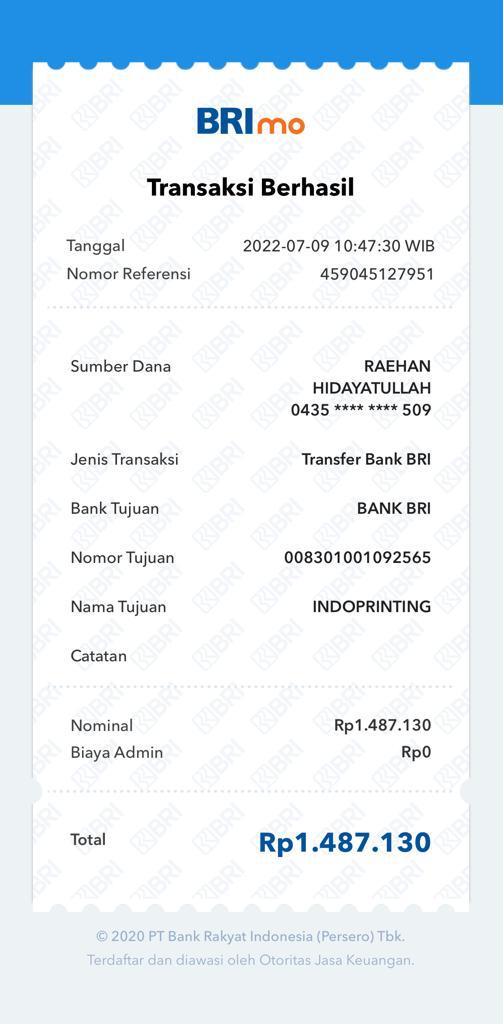 BRImo
Transaksi Berhasil
Tanggal 2022-07-09 10:47:30 WIB
Nomor Referensi 459045127951
Sumber Dana RAEHAN
HIDAYATULLAH
0435 **** **** 509
Jenis Transaksi Transfer Bank BRI
Bank Tujuan BANK BRI
Nomor Tujuan 008301001092565
Nama Tujuan INDOPRINTING
Catatan
Nominal Rp1.487.130
Biaya Admin Rp0
Total Rp1.487.130
© 2020 PT Bank Rakyat Indonesia (Persero) Tbk.
Terdaftar dan diawasi oleh Otoritas Jasa Keuangan.